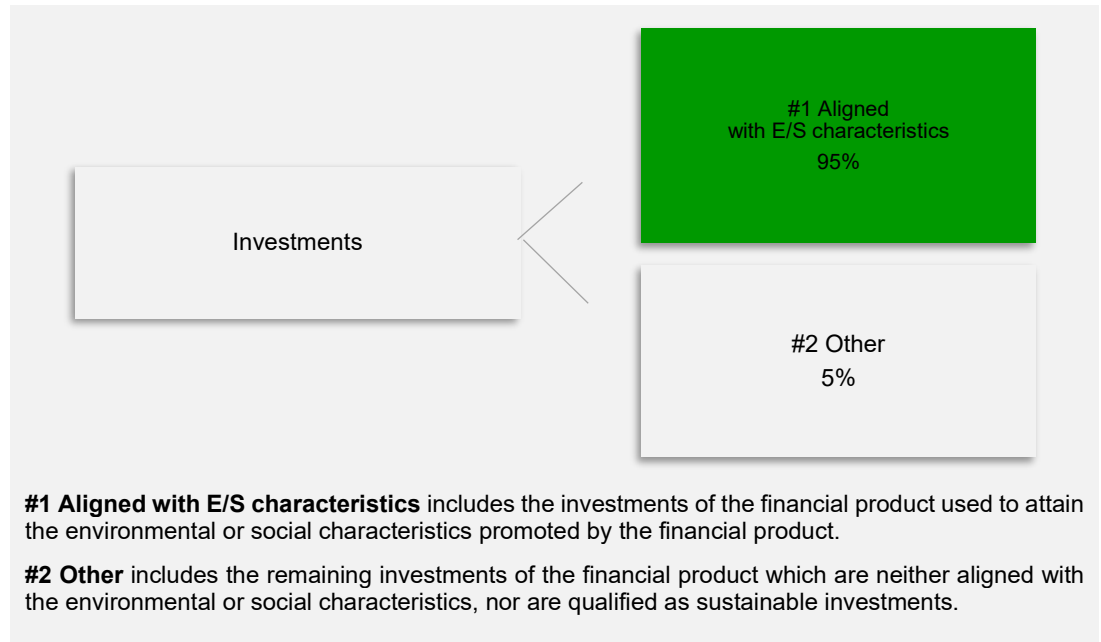 #1 Aligned
with E/S characteristics
95%
Investments
#2 Other
5%
#1 Aligned with E/S characteristics includes the investments of the financial product used to attain
the environmental or social characteristics promoted by the financial product.
#2 Other includes the remaining investments of the financial product which are neither aligned with
the environmental or social characteristics, nor are qualified as sustainable investments.